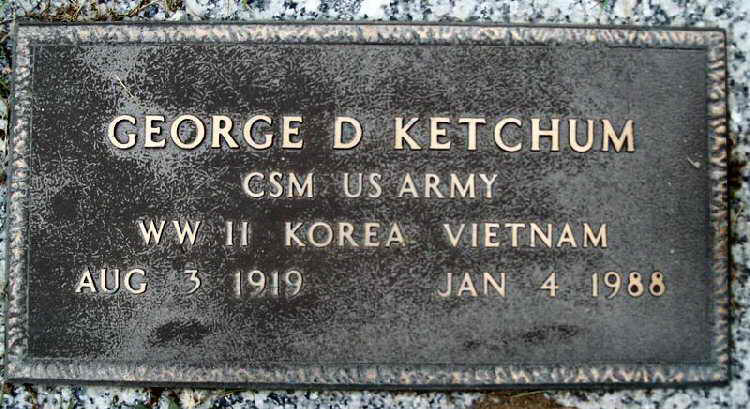 GEORGE D KETCHUM
CSM US ARMY
WW II KOREA VIETNAM
AUG 3 1919 JAN 4 1988